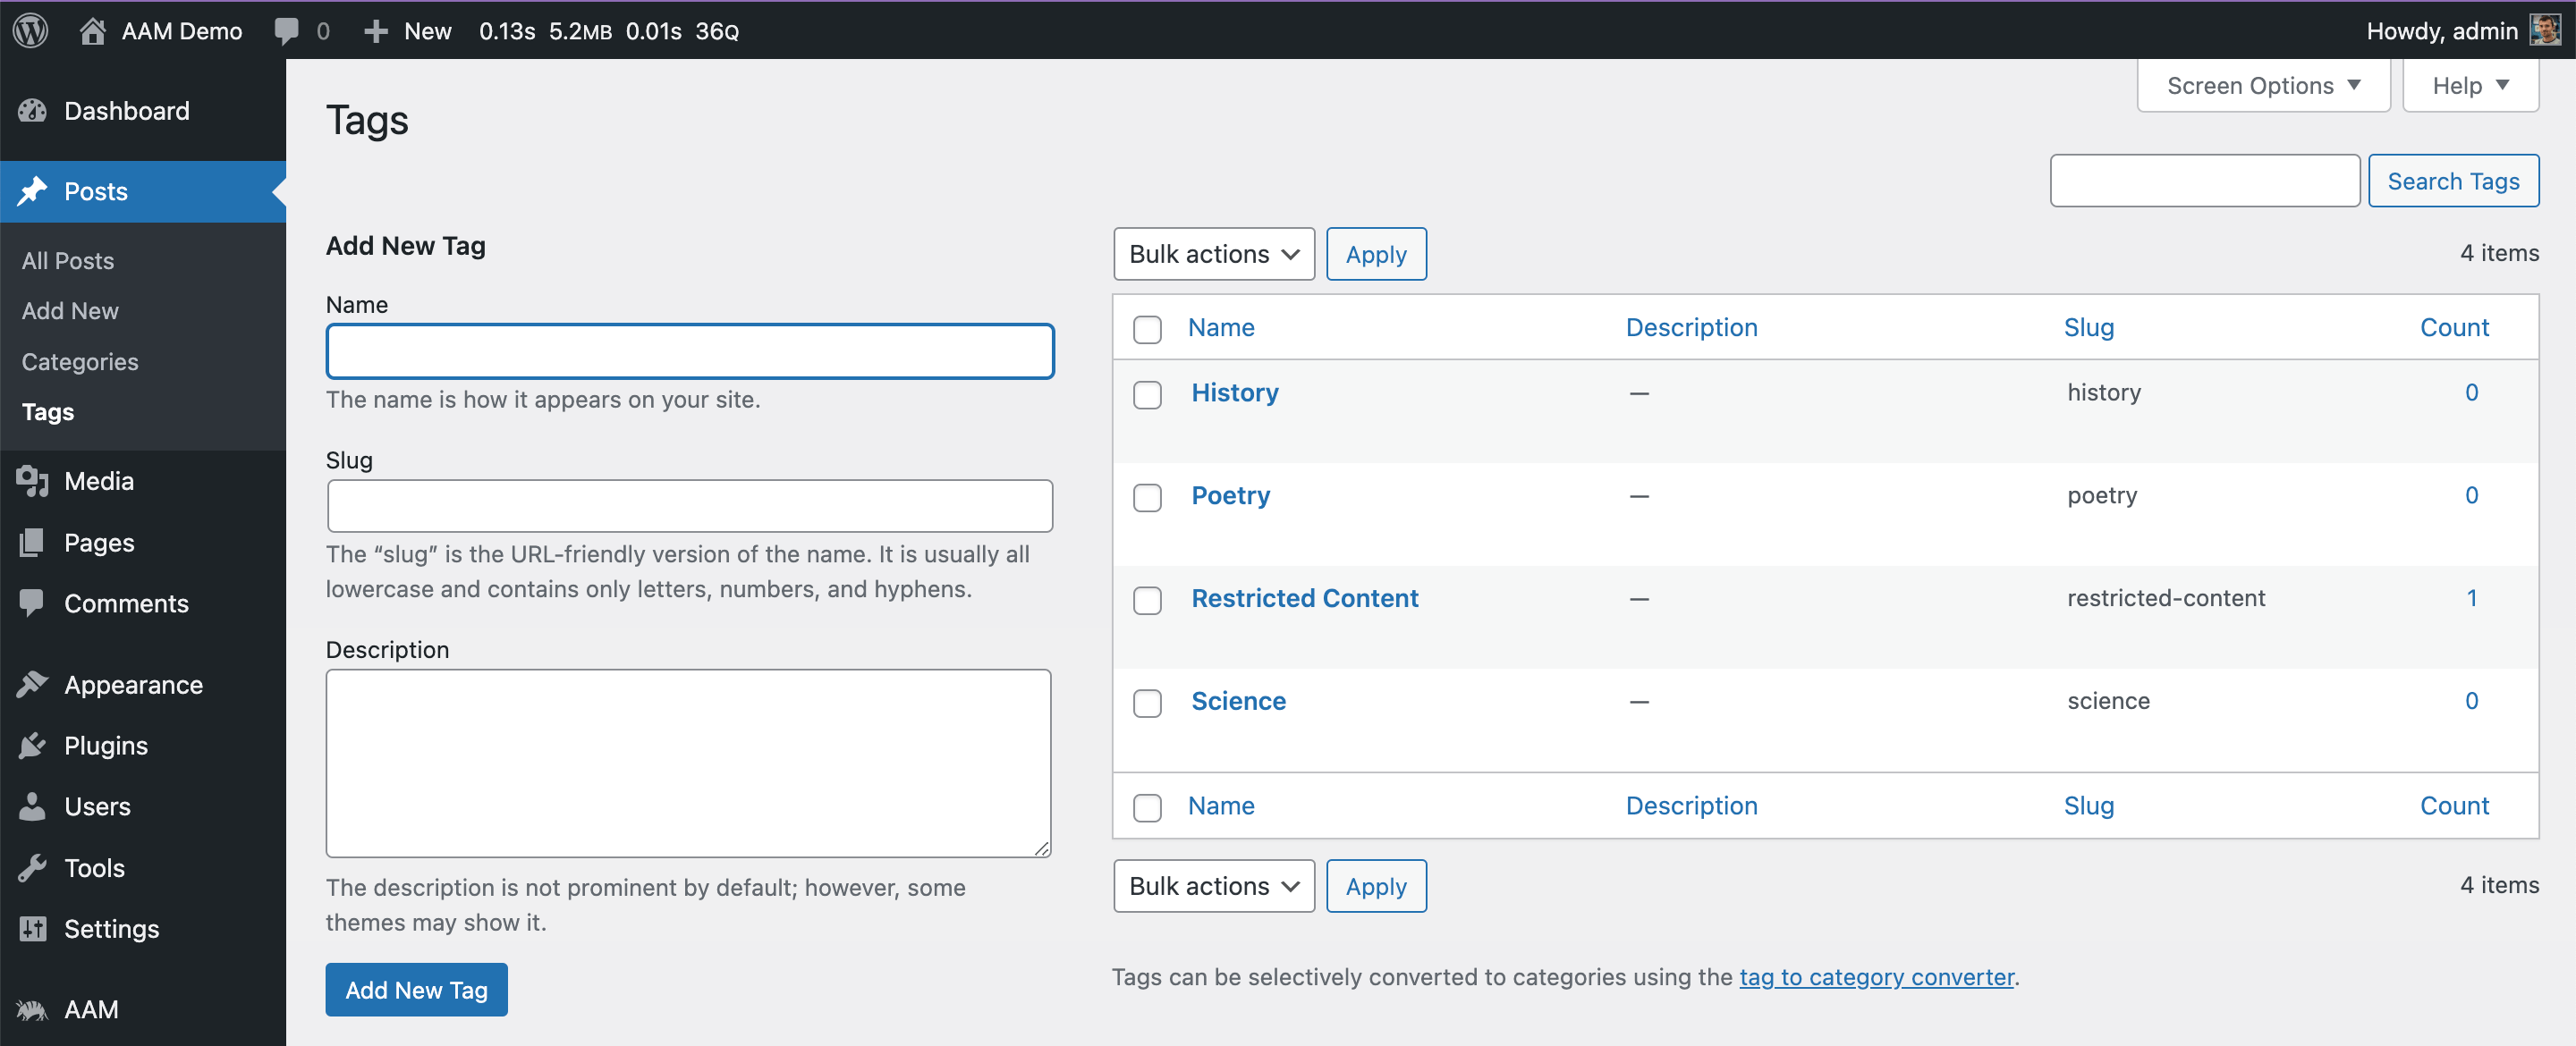 AAM Demo 0 New 0.13s 5.2MB 0.01s 36Q Howdy, admin
Dashboard
Posts
All Posts
Add New
Categories
Tags
Media
Pages
Comments
Appearance
Plugins
Users
Tools
Settings
AAM
Screen Options Help
Tags
Search Tags
Add New Tag
Name
The name is how it appears on your site.
Slug
The “slug” is the URL-friendly version of the name. It is usually all
lowercase and contains only letters, numbers, and hyphens.
Description
The description is not prominent by default; however, some
themes may show it.
Add New Tag
Bulk actions Apply 4 items
Name Description Slug Count
History — history 0
Poetry — poetry 0
Restricted Content — restricted-content 1
Science — science 0
Name Description Slug Count
Bulk actions Apply 4 items
Tags can be selectively converted to categories using the tag to category converter.